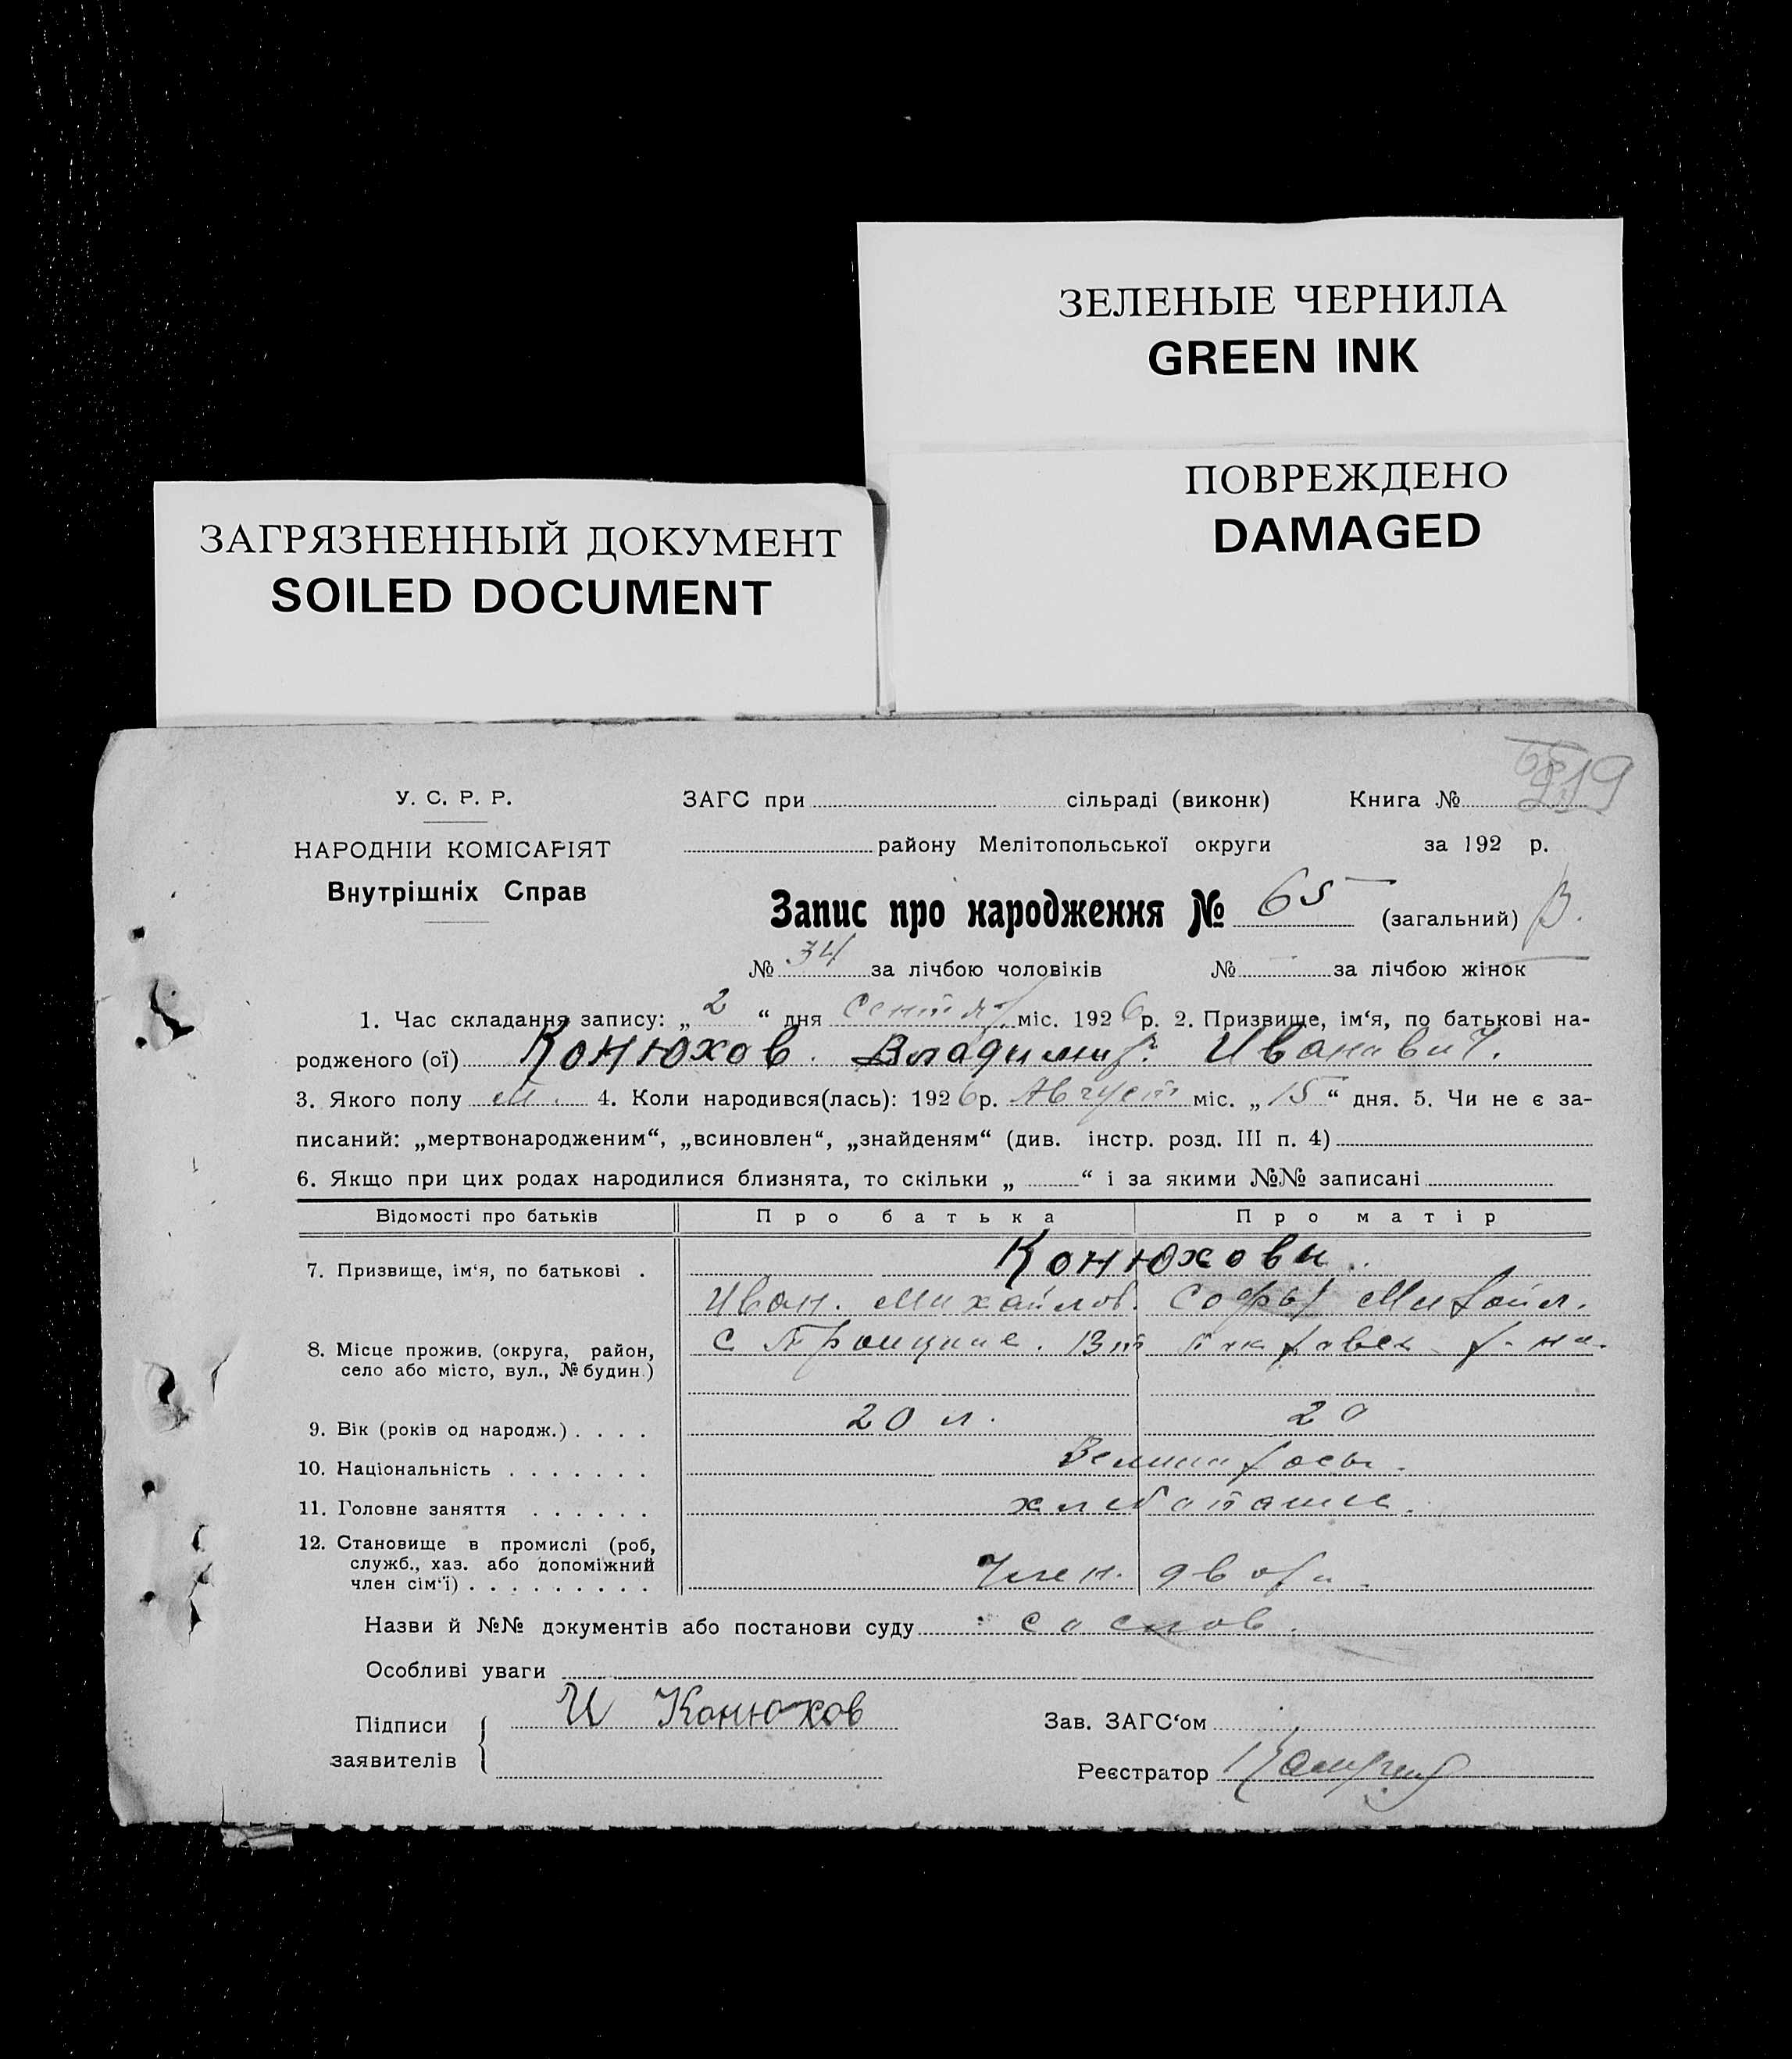 ЗЕЛЕНЫЕ ЧЕРНИЛА
GREEN INK
ПОВРЕЖДЕНО
DAMAGED
ЗАГРЯЗНЕННЫЙ ДОКУМЕНТ
SOILED DOCUMENT
У. С. Р. Р.
НАРОДНІЙ КОМІСАРІЯТ
Внутрішніх Справ
ЗАГС при сільраді (виконк) Книга №
району Мелітопольської округи за 192 р.
Запис про народження № 65 (загальний) В.
№ 34 за лічбою чоловіків № — за лічбою жінок
1. Час складання запису: „ 2 “ дня Сентяб міс. 1926 р. 2. Призвище, ім‘я, по батькові на-
родженого (ої) Конюхов. Владимир Иванович.
3. Якого полу м. 4. Коли народився(лась): 1926 р. Август міс. „ 15 “ дня. 5. Чи не є за-
писаний: „мертвонародженим“, „всиновлен“, „знайденям“ (див. інстр. розд. III п. 4)
6. Якщо при цих родах народилися близнята, то скільки „ “ і за якими №№ записані
Відомості про батьків Про батька Про матір
7. Призвище, ім‘я, по батькові . Конюховы.
Иван. Михайлов. Софья Михайл.
8. Місце прожив. (округа, район, село або місто, вул., № будин.) с Троицкое.
9. Вік (років од народж.) . . . . 20 л. 20
10. Національність . . . . . . . Великоросы.
11. Головне заняття . . . . . . хлебопашие.
12. Становище в промислі (роб,
служб., хаз. або допоміжний
член сім‘ї) . . . . . . . . . Член. двора.
Назви й №№ документів або постанови суду со слов.
Особливі уваги
Підписи И Конюхов Зав. ЗАГС‘ом
заявителів Реєстратор